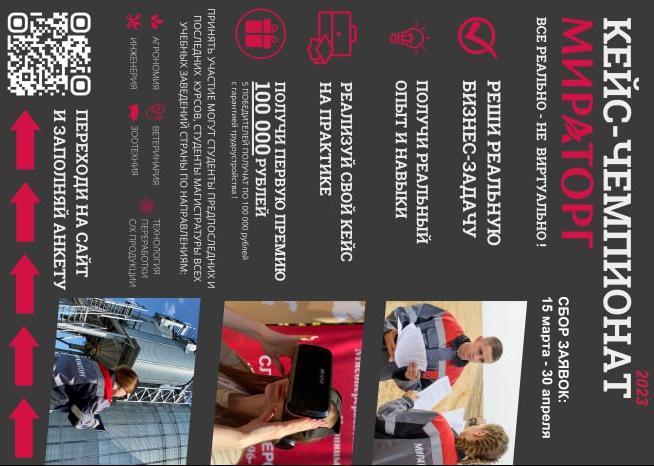 КЕЙС-ЧЕМПИОНАТ
2023
МИРАТОРГ
ВСЕ РЕАЛЬНО - НЕ ВИРТУАЛЬНО!
СБОР ЗАЯВОК:
15 марта - 30 апреля
РЕШИ РЕАЛЬНУЮ
БИЗНЕС-ЗАДАЧУ
ПОЛУЧИ РЕАЛЬНЫЙ
ОПЫТ И НАВЫКИ
РЕАЛИЗУЙ СВОЙ КЕЙС
НА ПРАКТИКЕ
ПОЛУЧИ ПЕРВУЮ ПРЕМИЮ
100 000 РУБЛЕЙ
5 ПОБЕДИТЕЛЕЙ ПОЛУЧАТ ПО 100 000 рублей
с гарантией трудоустройства !
ПРИНЯТЬ УЧАСТИЕ МОГУТ СТУДЕНТЫ ПРЕДПОСЛЕДНИХ И
ПОСЛЕДНИХ КУРСОВ, СТУДЕНТЫ МАГИСТРАТУРЫ ВСЕХ
УЧЕБНЫХ ЗАВЕДЕНИЙ СТРАНЫ ПО НАПРАВЛЕНИЯМ:
АГРОНОМИЯ
ВЕТЕРИНАРИЯ
ТЕХНОЛОГИЯ
ПЕРЕРАБОТКИ
С/Х ПРОДУКЦИИ
ИНЖЕНЕРИЯ
ЗООТЕХНИЯ
ПЕРЕХОДИ НА САЙТ
И ЗАПОЛНЯЙ АНКЕТУ